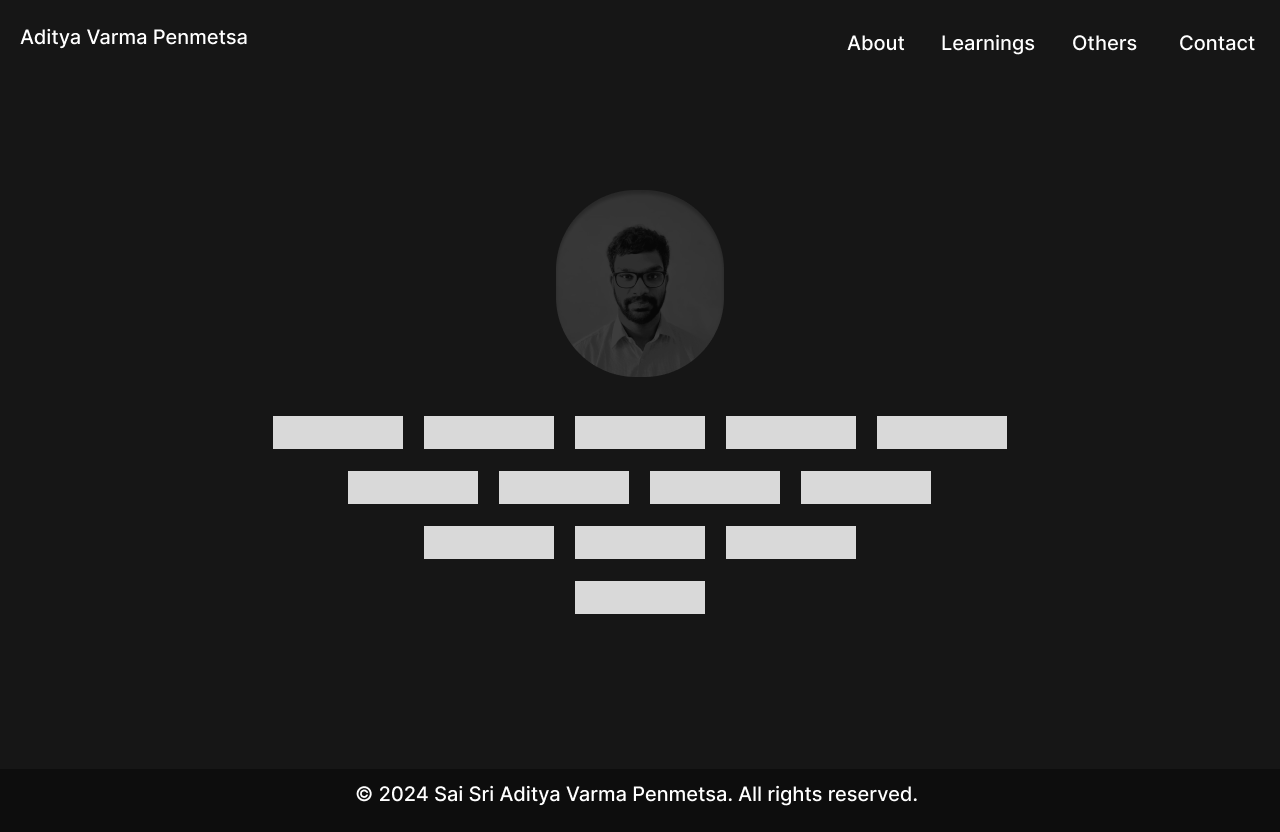 Aditya Varma Penmetsa
About Learnings Others Contact
© 2024 Sai Sri Aditya Varma Penmetsa. All rights reserved.